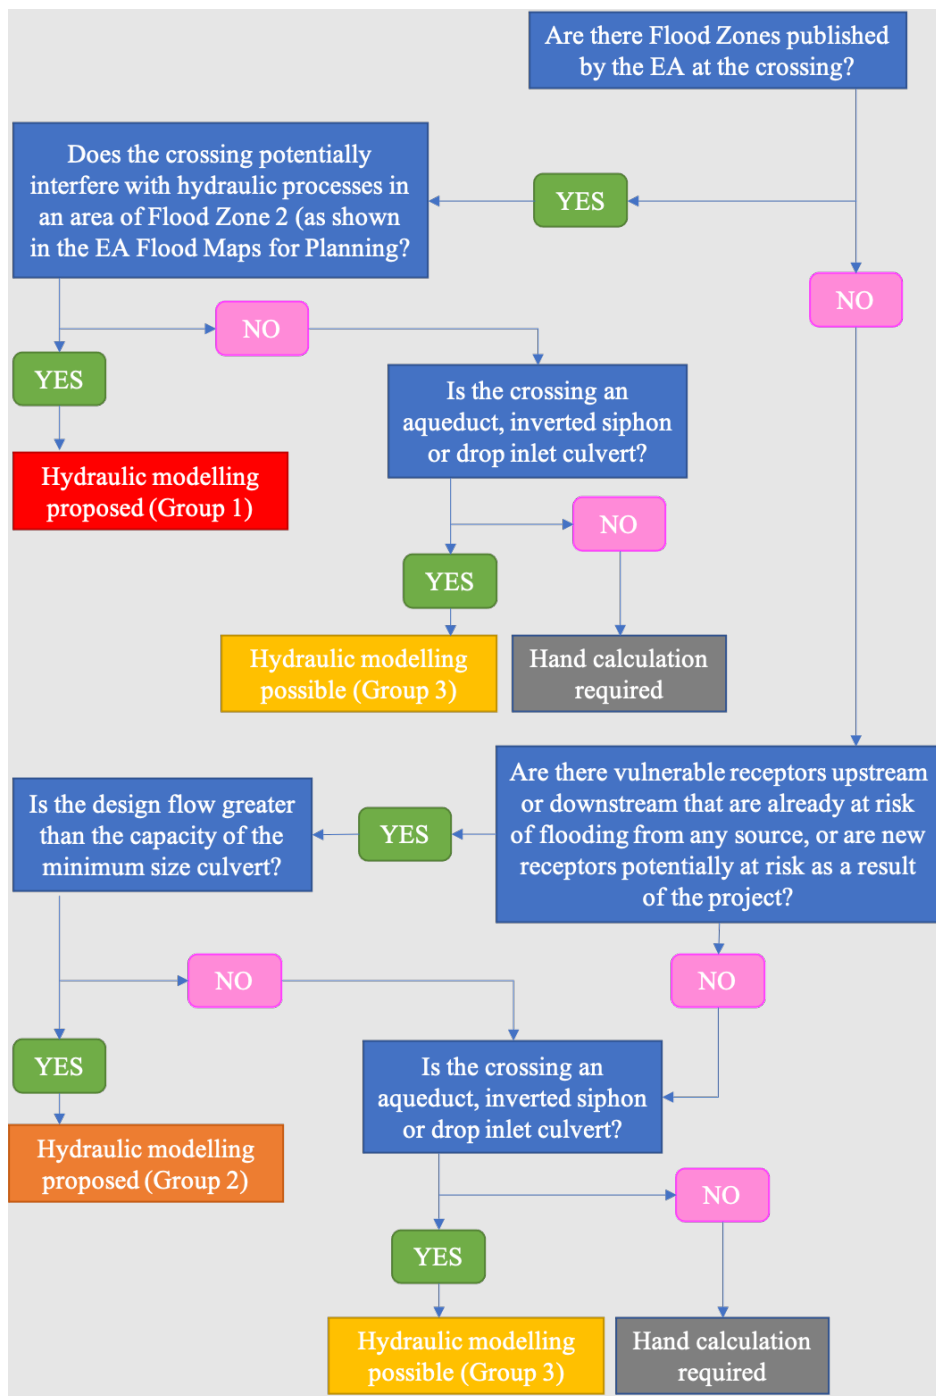 Are there Flood Zones published
by the EA at the crossing?
Does the crossing potentially
interfere with hydraulic processes in
an area of Flood Zone 2 (as shown
in the EA Flood Maps for Planning?
YES
NO
NO
YES
Is the crossing an
aqueduct, inverted siphon
or drop inlet culvert?
Hydraulic modelling
proposed (Group 1)
NO
YES
Hydraulic modelling
possible (Group 3)
Hand calculation
required
Are there vulnerable receptors upstream
or downstream that are already at risk
of flooding from any source, or are new
receptors potentially at risk as a result
of the project?
YES
Is the design flow greater
than the capacity of the
minimum size culvert?
NO
NO
YES
Is the crossing an
aqueduct, inverted siphon
or drop inlet culvert?
Hydraulic modelling
proposed (Group 2)
NO
YES
Hydraulic modelling
possible (Group 3)
Hand calculation
required